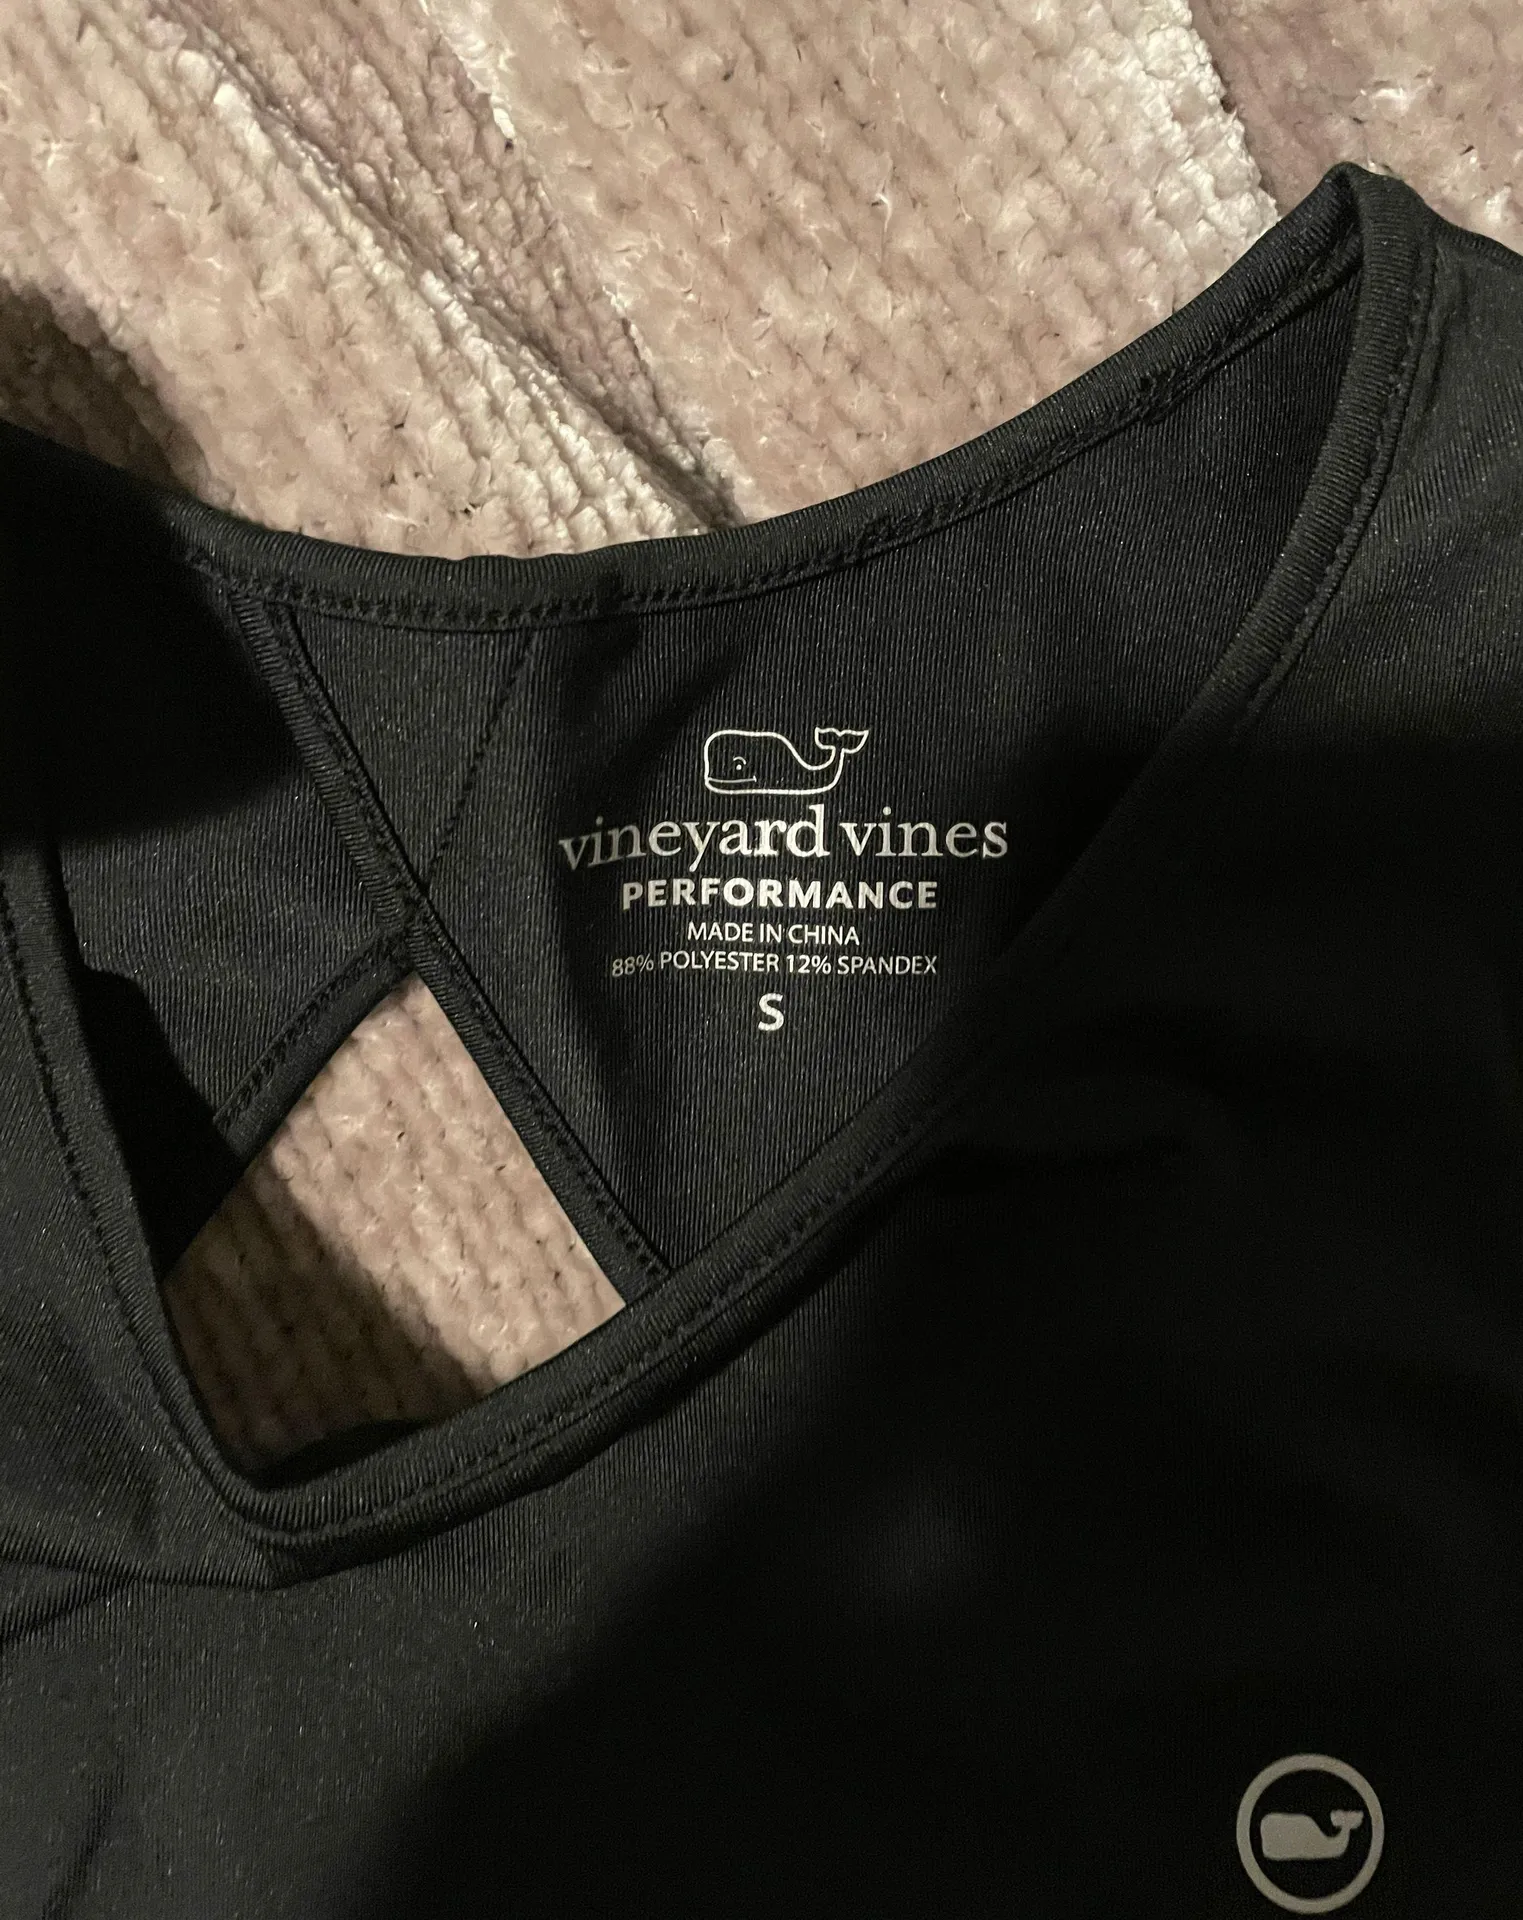 vineyard vines
PERFORMANCE
MADE IN CHINA
88% POLYESTER 12% SPANDEX
S